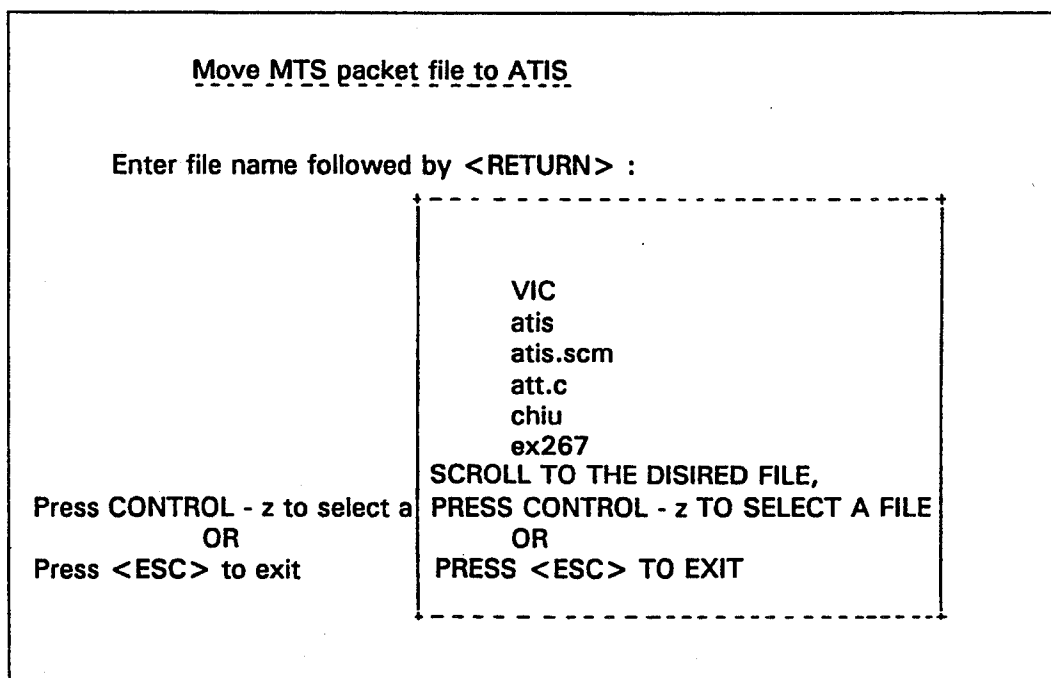 Move MTS packet file to ATIS
Enter file name followed by <RETURN> :
VIC
atis
atis.scm
att.c
chiu
ex267
SCROLL TO THE DISIRED FILE,
Press CONTROL - z to select a PRESS CONTROL - z TO SELECT A FILE
OR OR
Press <ESC> to exit PRESS <ESC> TO EXIT